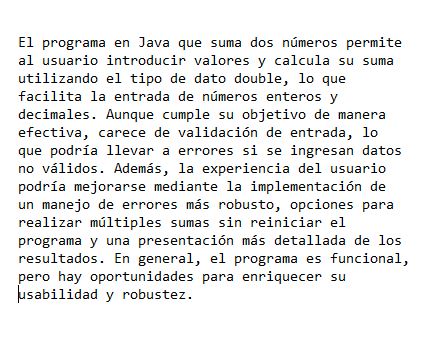 El programa en Java que suma dos números permite
al usuario introducir valores y calcula su suma
utilizando el tipo de dato double, lo que
facilita la entrada de números enteros y
decimales. Aunque cumple su objetivo de manera
efectiva, carece de validación de entrada, lo
que podría llevar a errores si se ingresan datos
no válidos. Además, la experiencia del usuario
podría mejorarse mediante la implementación de
un manejo de errores más robusto, opciones para
realizar múltiples sumas sin reiniciar el
programa y una presentación más detallada de los
resultados. En general, el programa es funcional,
pero hay oportunidades para enriquecer su
usabilidad y robustez.